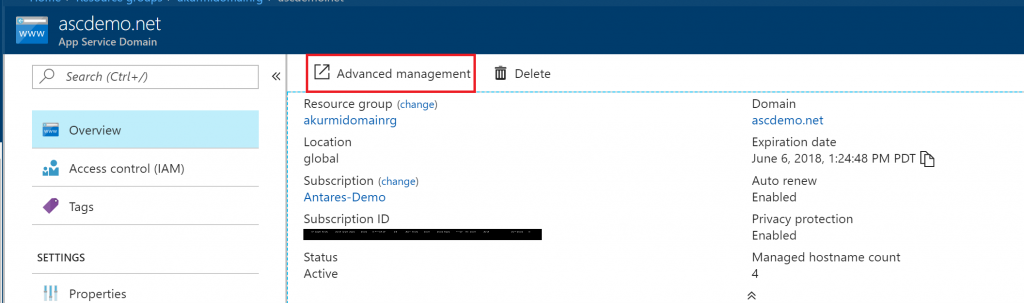 Home > Resource groups > akurmidomainrg > ascdemo.net
ascdemo.net
App Service Domain
www
Search (Ctrl+/)
«
Advanced management
Delete
Overview
Access control (IAM)
Tags
SETTINGS
Properties
Resource group (change)
akurmidomainrg
Location
global
Subscription (change)
Antares-Demo
Subscription ID
Status
Active
Domain
ascdemo.net
Expiration date
June 6, 2018, 1:24:48 PM PDT
Auto renew
Enabled
Privacy protection
Enabled
Managed hostname count
4